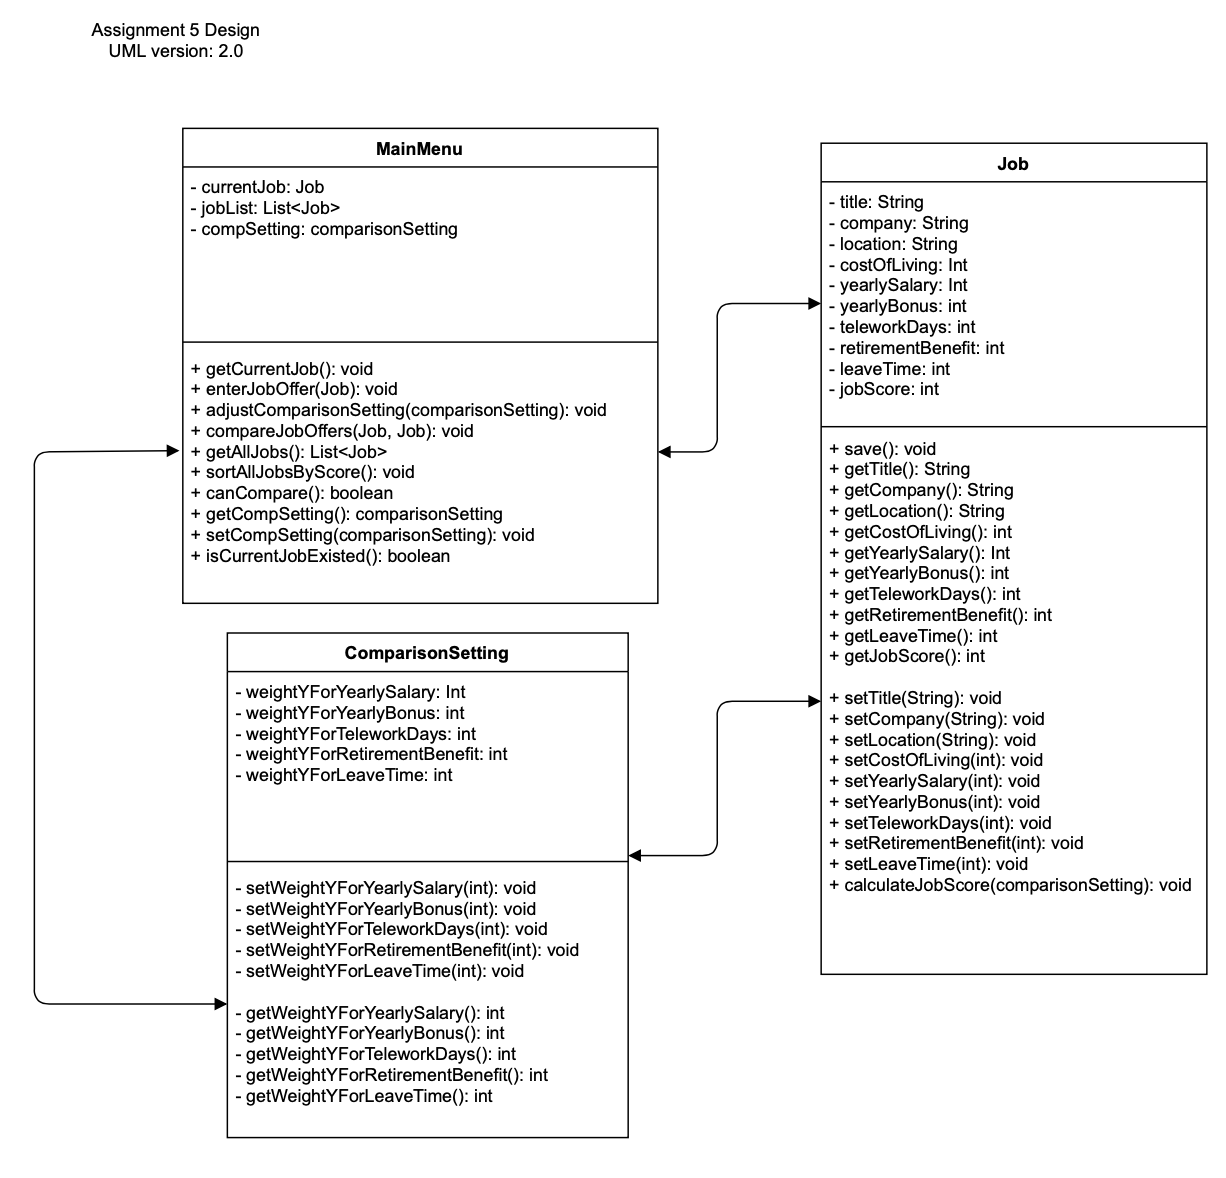 Assignment 5 Design
UML version: 2.0
MainMenu
- currentJob: Job
- jobList: List<Job>
- compSetting: comparisonSetting
+ getCurrentJob(): void
+ enterJobOffer(Job): void
+ adjustComparisonSetting(comparisonSetting): void
+ compareJobOffers(Job, Job): void
+ getAllJobs(): List<Job>
+ sortAllJobsByScore(): void
+ canCompare(): boolean
+ getCompSetting(): comparisonSetting
+ setCompSetting(comparisonSetting): void
+ isCurrentJobExisted(): boolean
Job
- title: String
- company: String
- location: String
- costOfLiving: Int
- yearlySalary: Int
- yearlyBonus: int
- teleworkDays: int
- retirementBenefit: int
- leaveTime: int
- jobScore: int
+ save(): void
+ getTitle(): String
+ getCompany(): String
+ getLocation(): String
+ getCostOfLiving(): int
+ getYearlySalary(): Int
+ getYearlyBonus(): int
+ getTeleworkDays(): int
+ getRetirementBenefit(): int
+ getLeaveTime(): int
+ getJobScore(): int
+ setTitle(String): void
+ setCompany(String): void
+ setLocation(String): void
+ setCostOfLiving(int): void
+ setYearlySalary(int): void
+ setYearlyBonus(int): void
+ setTeleworkDays(int): void
+ setRetirementBenefit(int): void
+ setLeaveTime(int): void
+ calculateJobScore(comparisonSetting): void
ComparisonSetting
- weightYForYearlySalary: Int
- weightYForYearlyBonus: int
- weightYForTeleworkDays: int
- weightYForRetirementBenefit: int
- weightYForLeaveTime: int
- setWeightYForYearlySalary(int): void
- setWeightYForYearlyBonus(int): void
- setWeightYForTeleworkDays(int): void
- setWeightYForRetirementBenefit(int): void
- setWeightYForLeaveTime(int): void
- getWeightYForYearlySalary(): int
- getWeightYForYearlyBonus(): int
- getWeightYForTeleworkDays(): int
- getWeightYForRetirementBenefit(): int
- getWeightYForLeaveTime(): int